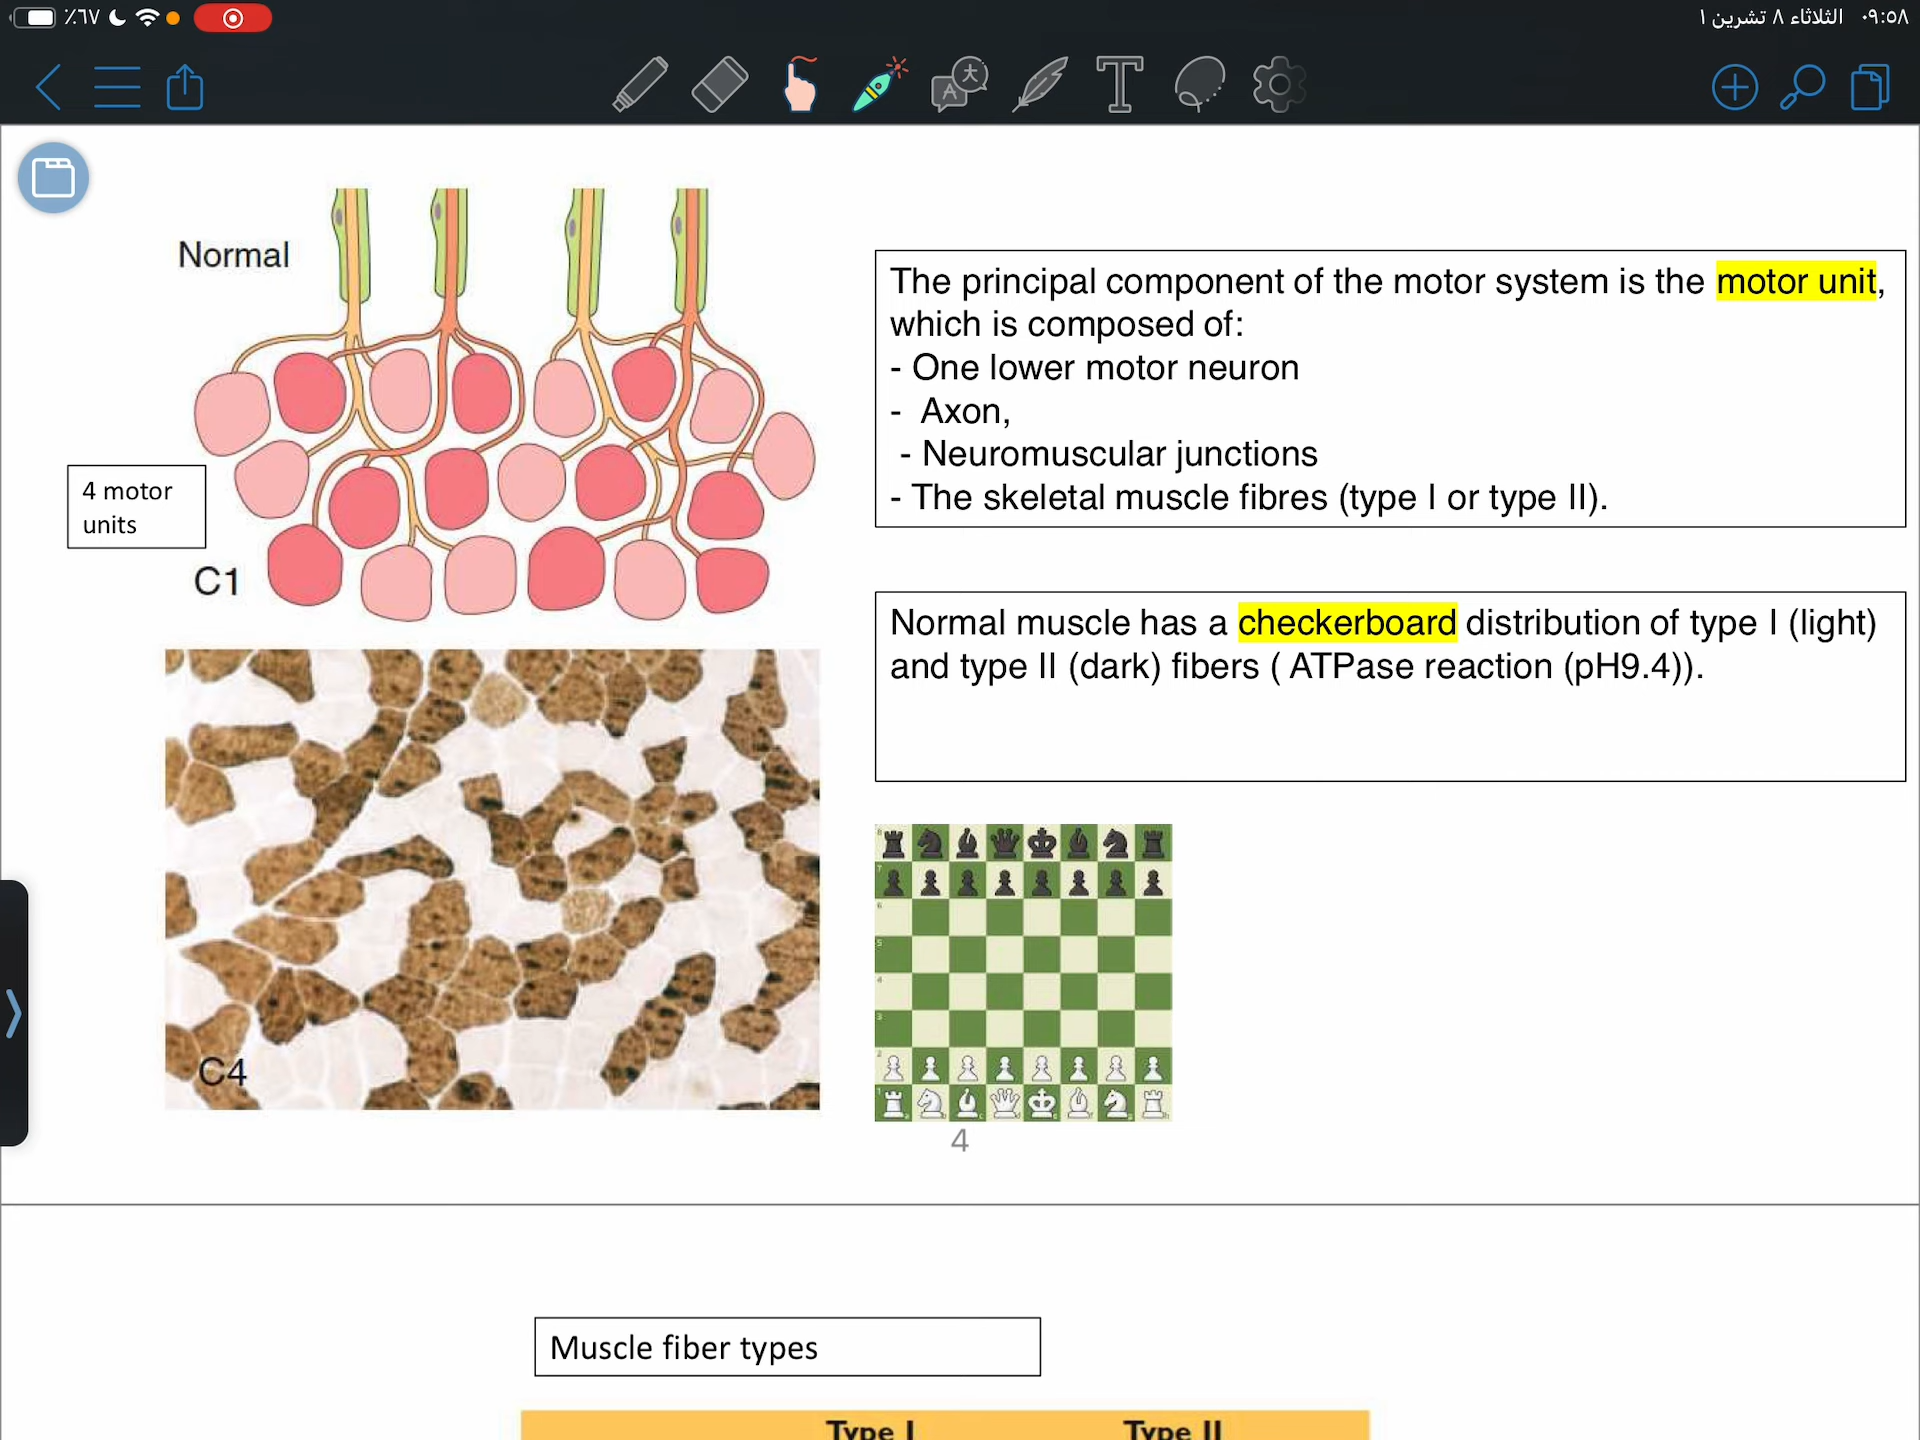 ٪٦٧
٠٩:٥٨ الثلاثاء ٨ تشرين ١
Normal
4 motor
units
C1
C4
The principal component of the motor system is the motor unit,
which is composed of:
- One lower motor neuron
- Axon,
- Neuromuscular junctions
- The skeletal muscle fibres (type I or type II).
Normal muscle has a checkerboard distribution of type I (light)
and type II (dark) fibers ( ATPase reaction (pH9.4)).
4
Muscle fiber types
Type I Type II